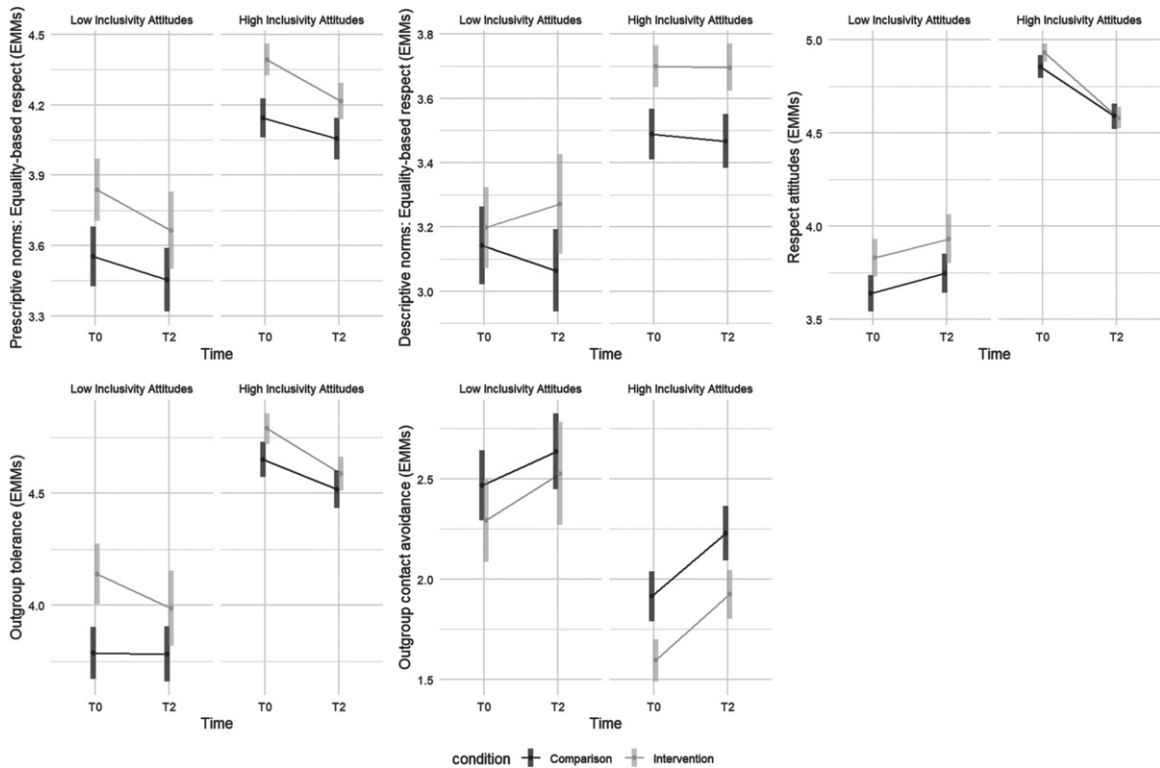 Low Inclusivity Attitudes High Inclusivity Attitudes
Prescriptive norms: Equality-based respect (EMMs)
4.5
4.2
3.9
3.6
3.3
T0 T2 T0 T2
Time
Low Inclusivity Attitudes High Inclusivity Attitudes
Descriptive norms: Equality-based respect (EMMs)
3.8
3.6
3.4
3.2
3.0
T0 T2 T0 T2
Time
Low Inclusivity Attitudes High Inclusivity Attitudes
Respect attitudes (EMMs)
5.0
4.5
4.0
3.5
T0 T2 T0 T2
Time
Low Inclusivity Attitudes High Inclusivity Attitudes
Outgroup tolerance (EMMs)
4.5
4.0
T0 T2 T0 T2
Time
Low Inclusivity Attitudes High Inclusivity Attitudes
Outgroup contact avoidance (EMMs)
2.5
2.0
1.5
T0 T2 T0 T2
Time
condition Comparison Intervention